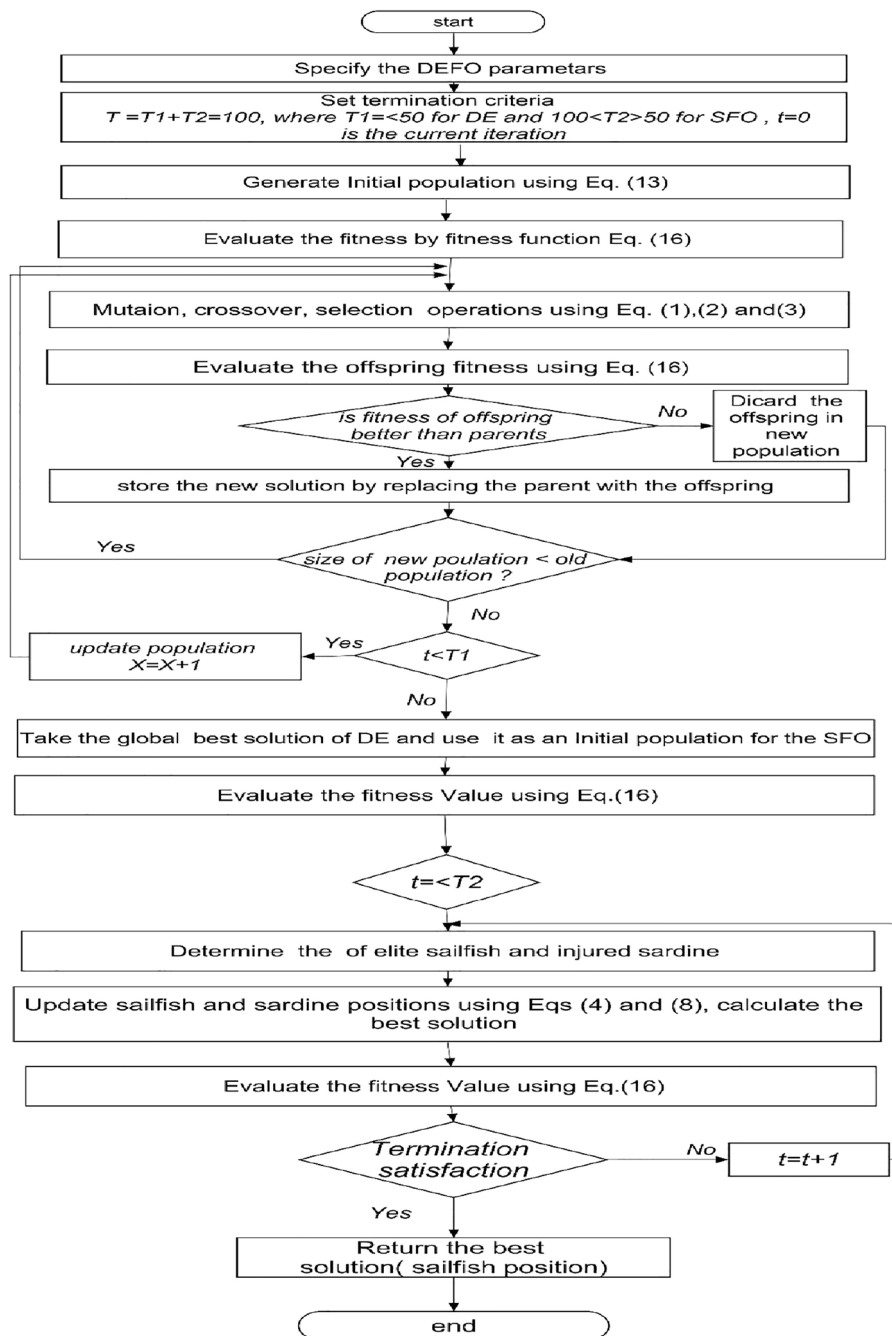 start
Specify the DEFO parametars
Set termination criteria
T =T1+T2=100, where T1=<50 for DE and 100<T2>50 for SFO , t=0
is the current iteration
Generate Initial population using Eq. (13)
Evaluate the fitness by fitness function Eq. (16)
Mutaion, crossover, selection operations using Eq. (1),(2) and(3)
Evaluate the offspring fitness using Eq. (16)
is fitness of offspring
better than parents
No
Dicard the
offspring in
new
population
Yes
store the new solution by replacing the parent with the offspring
Yes
size of new poulation < old
population ?
No
update population
X=X+1
Yes
t<T1
No
Take the global best solution of DE and use it as an Initial population for the SFO
Evaluate the fitness Value using Eq.(16)
t=<T2
Determine the of elite sailfish and injured sardine
Update sailfish and sardine positions using Eqs (4) and (8), calculate the
best solution
Evaluate the fitness Value using Eq.(16)
Termination
satisfaction
No
t=t+1
Yes
Return the best
solution( sailfish position)
end